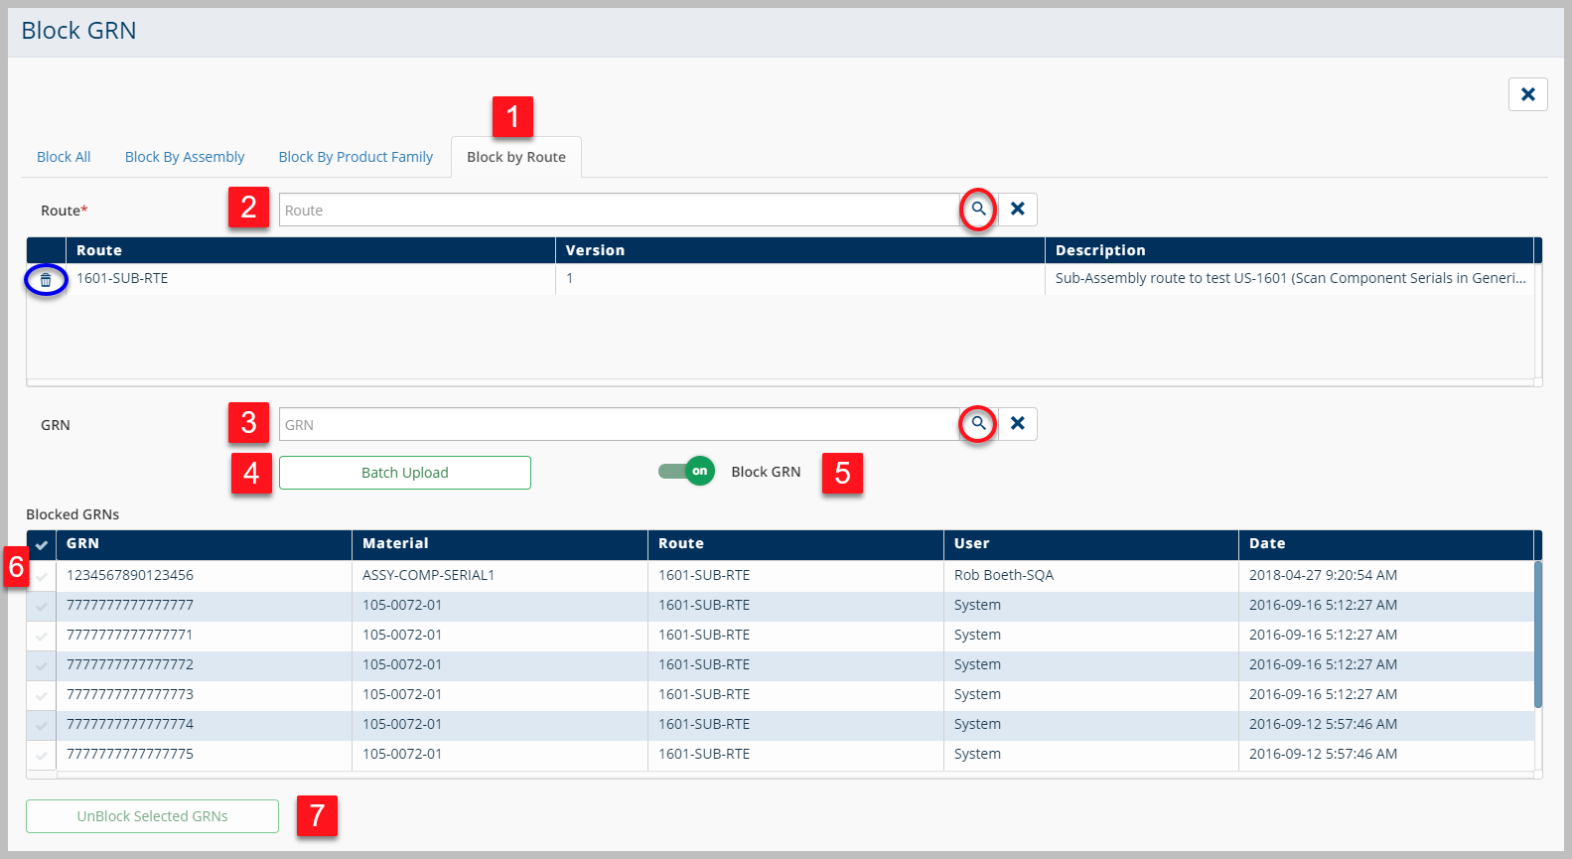 Block GRN
1
Block All Block By Assembly Block By Product Family Block by Route
Route* 2 Route
Route Version Description
1601-SUB-RTE 1 Sub-Assembly route to test US-1601 (Scan Component Serials in Generi...
GRN 3 GRN
4 Batch Upload on Block GRN 5
Blocked GRNs
GRN Material Route User Date
6 1234567890123456 ASSY-COMP-SERIAL1 1601-SUB-RTE Rob Boeth-SQA 2018-04-27 9:20:54 AM
7777777777777777 105-0072-01 1601-SUB-RTE System 2016-09-16 5:12:27 AM
7777777777777771 105-0072-01 1601-SUB-RTE System 2016-09-16 5:12:27 AM
7777777777777772 105-0072-01 1601-SUB-RTE System 2016-09-16 5:12:27 AM
7777777777777773 105-0072-01 1601-SUB-RTE System 2016-09-16 5:12:27 AM
7777777777777774 105-0072-01 1601-SUB-RTE System 2016-09-12 5:57:46 AM
7777777777777775 105-0072-01 1601-SUB-RTE System 2016-09-12 5:57:46 AM
UnBlock Selected GRNs 7